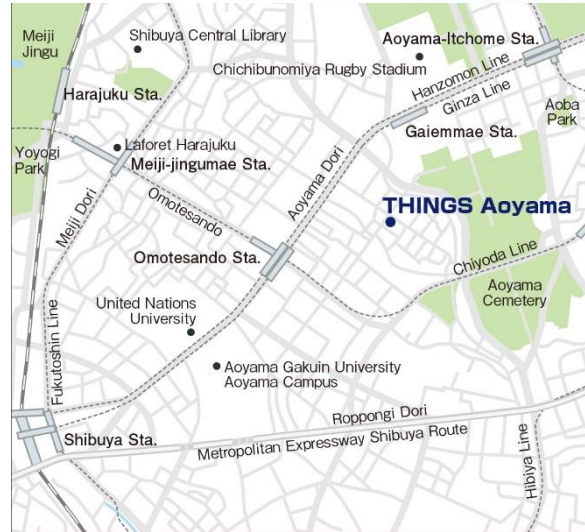 Meiji
Jingu
Shibuya Central Library
Aoyama-Itchome Sta.
Chichibunomiya Rugby Stadium
Hanzomon Line
Ginza Line
Harajuku Sta.
Aoba
Park
Gaiemmae Sta.
Laforet Harajuku
Yoyogi
Park
Meiji-jingumae Sta.
Aoyama Dori
Meiji Dori
Omotesando
THINGS Aoyama
Omotesando Sta.
Chiyoda Line
Aoyama
Cemetery
United Nations
University
Fukutoshin Line
Aoyama Gakuin University
Aoyama Campus
Roppongi Dori
Shibuya Sta.
Metropolitan Expressway Shibuya Route
Hibiya Line